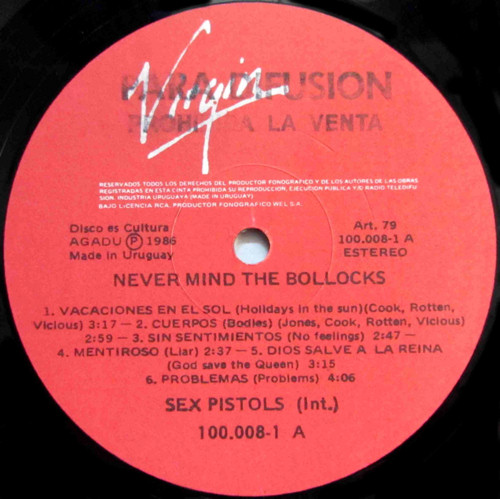 PARA DIFUSION
Virgin
PROHIBIDA LA VENTA
RESERVADOS TODOS LOS DERECHOS DEL PRODUCTOR FONOGRAFICO Y DE LOS AUTORES DE LAS OBRAS
REGISTRADAS EN ESTA CINTA PROHIBIDA SU REPRODUCCION, EJECUCION PUBLICA Y/O RADIO TELEDIFU
SION. INDUSTRIA URUGUAYA (MADE IN URUGUAY)
BAJO LICENCIA RCA. PRODUCTOR FONOGRAFICO WEL S.A.
Disco es Cultura
AGADU Ⓟ 1986
Made in Uruguay
Art. 79
100.008-1 A
ESTEREO
NEVER MIND THE BOLLOCKS
1. VACACIONES EN EL SOL (Holidays in the sun)(Cook, Rotten,
Vicious) 3:17 — 2. CUERPOS (Bodies) (Jones, Cook, Rotten, Vicious)
2:59 — 3. SIN SENTIMIENTOS (No feelings) 2:47 —
4. MENTIROSO (Liar) 2:37 — 5. DIOS SALVE A LA REINA
(God save the Queen) 3:15
6. PROBLEMAS (Problems) 4:06
SEX PISTOLS (Int.)
100.008-1 A